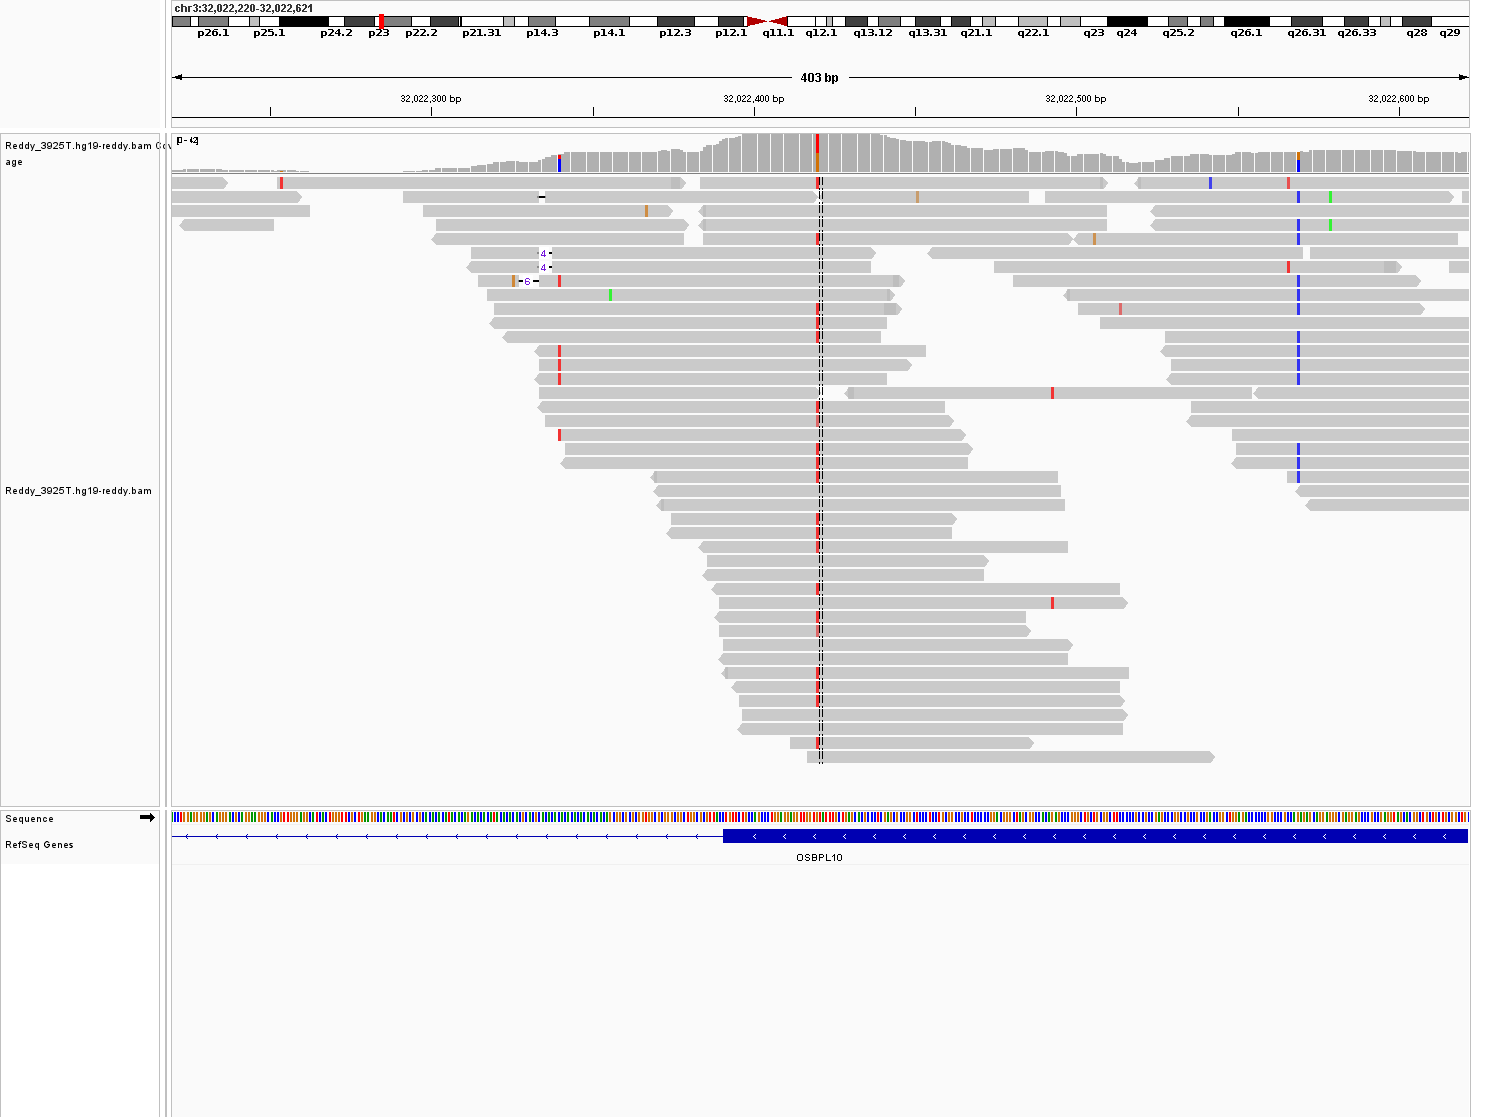 chr3:32,022,220-32,022,621
p26.1 p25.1 p24.2 p23 p22.2 p21.31 p14.3 p14.1 p12.3 p12.1 q11.1 q12.1 q13.12 q13.31 q21.1 q22.1 q23 q24 q25.2 q26.1 q26.31 q26.33 q28 q29
403 bp
32,022,300 bp 32,022,400 bp 32,022,500 bp 32,022,600 bp
[0 - 42]
Reddy_3925T.hg19-reddy.bam Cov
age
4
4
6
Reddy_3925T.hg19-reddy.bam
Sequence
RefSeq Genes
OSBPL10